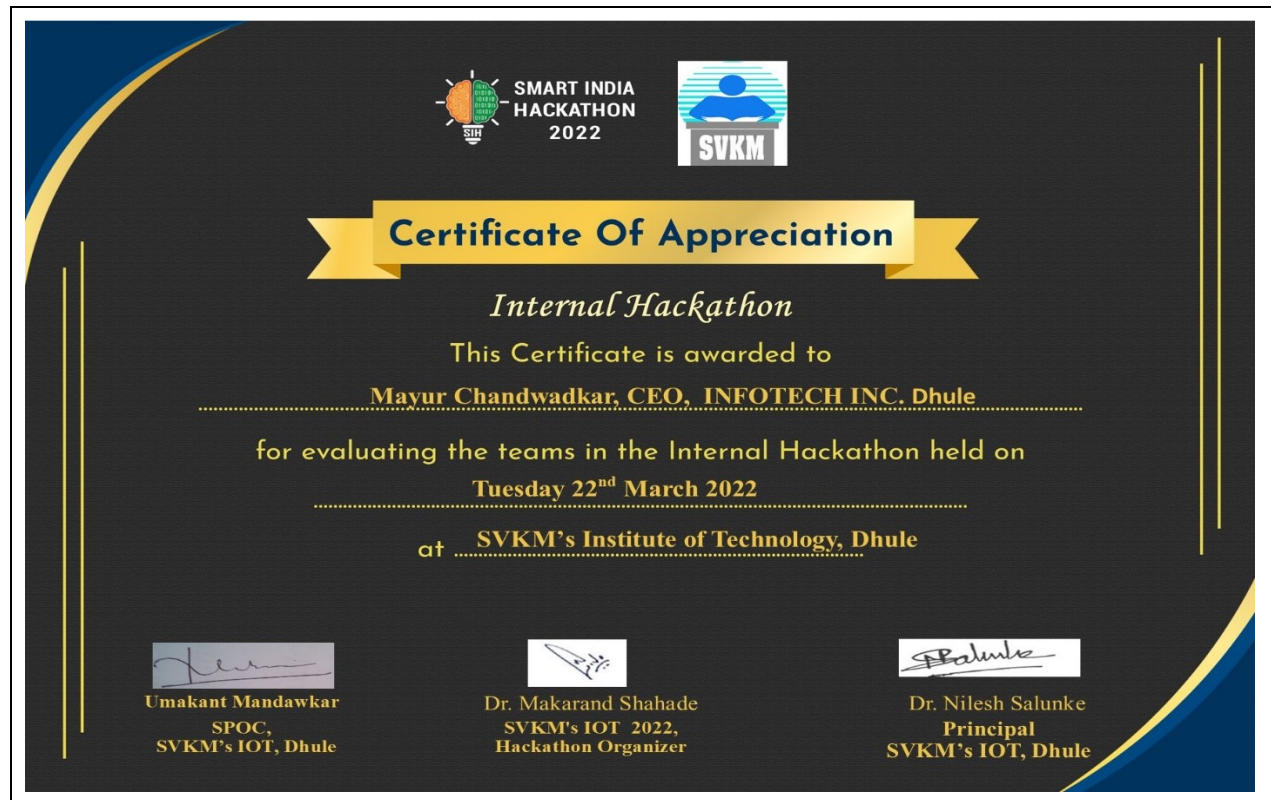 SMART INDIA
HACKATHON
2022
SIH
SVKM
Certificate Of Appreciation
Internal Hackathon
This Certificate is awarded to
Mayur Chandwadkar, CEO, INFOTECH INC. Dhule
for evaluating the teams in the Internal Hackathon held on
Tuesday 22nd March 2022
at SVKM's Institute of Technology, Dhule
Umakant Mandawkar
SPOC,
SVKM's IOT, Dhule
Dr. Makarand Shahade
SVKM's IOT 2022,
Hackathon Organizer
Dr. Nilesh Salunke
Principal
SVKM's IOT, Dhule